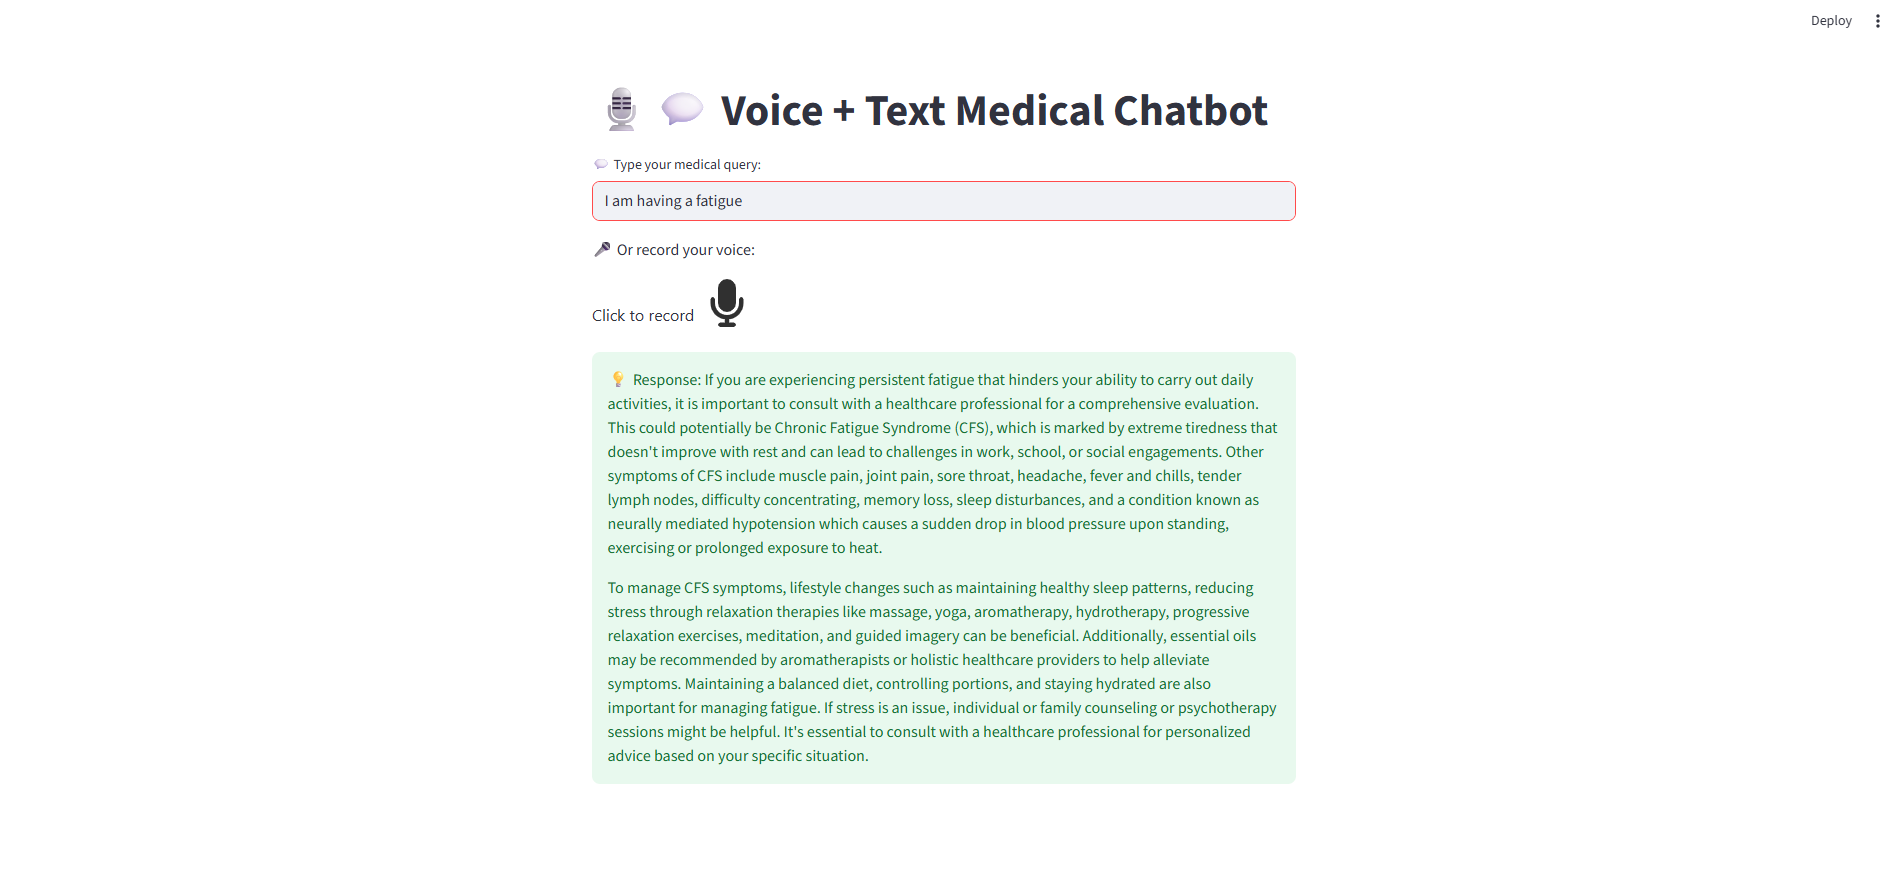 Deploy
Voice + Text Medical Chatbot
Type your medical query:
I am having a fatigue
Or record your voice:
Click to record
Response: If you are experiencing persistent fatigue that hinders your ability to carry out daily
activities, it is important to consult with a healthcare professional for a comprehensive evaluation.
This could potentially be Chronic Fatigue Syndrome (CFS), which is marked by extreme tiredness that
doesn't improve with rest and can lead to challenges in work, school, or social engagements. Other
symptoms of CFS include muscle pain, joint pain, sore throat, headache, fever and chills, tender
lymph nodes, difficulty concentrating, memory loss, sleep disturbances, and a condition known as
neurally mediated hypotension which causes a sudden drop in blood pressure upon standing,
exercising or prolonged exposure to heat.
To manage CFS symptoms, lifestyle changes such as maintaining healthy sleep patterns, reducing
stress through relaxation therapies like massage, yoga, aromatherapy, hydrotherapy, progressive
relaxation exercises, meditation, and guided imagery can be beneficial. Additionally, essential oils
may be recommended by aromatherapists or holistic healthcare providers to help alleviate
symptoms. Maintaining a balanced diet, controlling portions, and staying hydrated are also
important for managing fatigue. If stress is an issue, individual or family counseling or psychotherapy
sessions might be helpful. It's essential to consult with a healthcare professional for personalized
advice based on your specific situation.